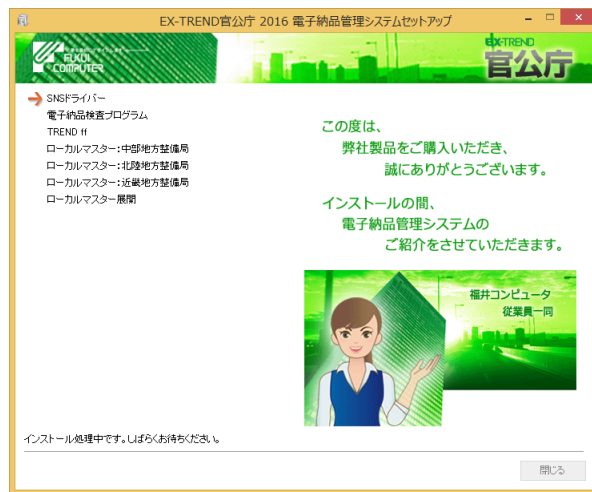 EX-TREND官公庁 2016 電子納品管理システムセットアップ
FUKUI
COMPUTER
EX-TREND
官公庁
SNSドライバー
電子納品検査プログラム
TREND ff
ローカルマスター:中部地方整備局
ローカルマスター:北陸地方整備局
ローカルマスター:近畿地方整備局
ローカルマスター展開
この度は、
弊社製品をご購入いただき、
誠にありがとうございます。
インストールの間、
電子納品管理システムの
ご紹介をさせていただきます。
福井コンピュータ
従業員一同
インストール処理中です。しばらくお待ちください。
閉じる